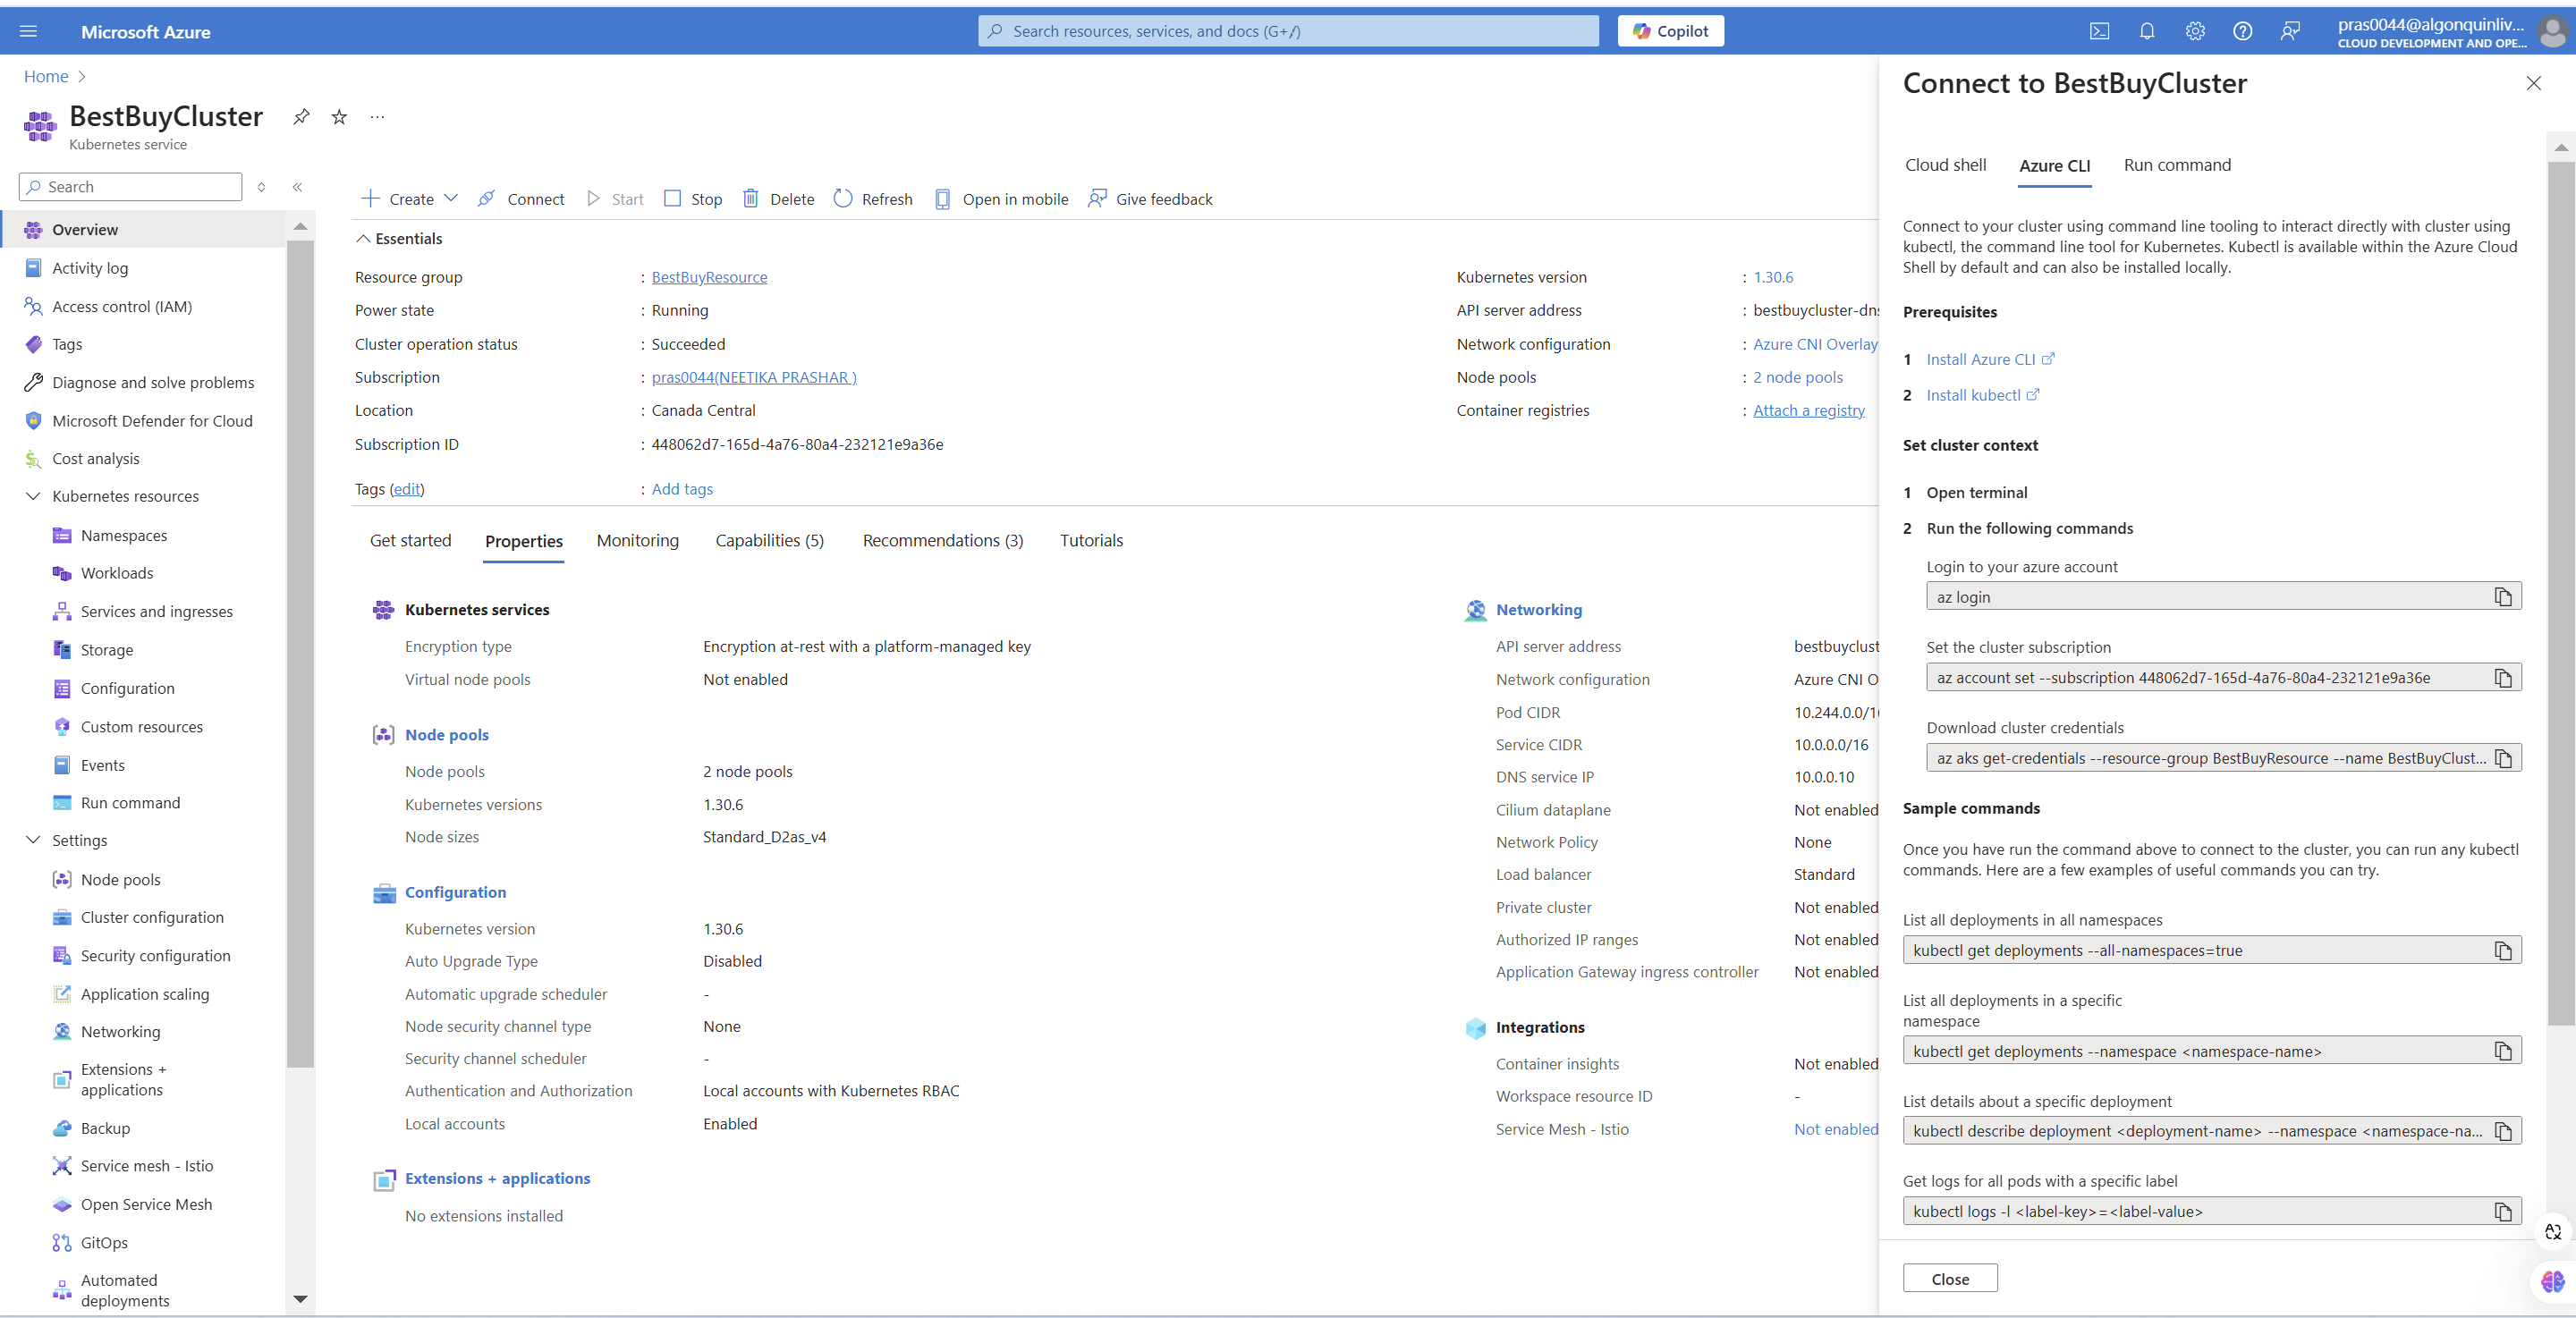 Microsoft Azure
Search resources, services, and docs (G+/)
Copilot
pras0044@algonquinliv...
CLOUD DEVELOPMENT AND OPE...
Home
BestBuyCluster
Kubernetes service
Search
Overview
Activity log
Access control (IAM)
Tags
Diagnose and solve problems
Microsoft Defender for Cloud
Cost analysis
Kubernetes resources
Namespaces
Workloads
Services and ingresses
Storage
Configuration
Custom resources
Events
Run command
Settings
Node pools
Cluster configuration
Security configuration
Application scaling
Networking
Extensions +
applications
Backup
Service mesh - Istio
Open Service Mesh
GitOps
Automated
deployments
Create Connect Start Stop Delete Refresh Open in mobile Give feedback
Essentials
Resource group : BestBuyResource
Power state : Running
Cluster operation status : Succeeded
Subscription : pras0044(NEETIKA PRASHAR )
Location : Canada Central
Subscription ID : 448062d7-165d-4a76-80a4-232121e9a36e
Kubernetes version : 1.30.6
API server address : bestbuycluster-dns
Network configuration : Azure CNI Overlay
Node pools : 2 node pools
Container registries : Attach a registry
Tags (edit) : Add tags
Get started Properties Monitoring Capabilities (5) Recommendations (3) Tutorials
Kubernetes services
Encryption type Encryption at-rest with a platform-managed key
Virtual node pools Not enabled
Node pools
Node pools 2 node pools
Kubernetes versions 1.30.6
Node sizes Standard_D2as_v4
Configuration
Kubernetes version 1.30.6
Auto Upgrade Type Disabled
Automatic upgrade scheduler -
Node security channel type None
Security channel scheduler -
Authentication and Authorization Local accounts with Kubernetes RBAC
Local accounts Enabled
Extensions + applications
No extensions installed
Networking
API server address bestbuyclust
Network configuration Azure CNI O
Pod CIDR 10.244.0.0/16
Service CIDR 10.0.0.0/16
DNS service IP 10.0.0.10
Cilium dataplane Not enabled
Network Policy None
Load balancer Standard
Private cluster Not enabled
Authorized IP ranges Not enabled
Application Gateway ingress controller Not enabled
Integrations
Container insights Not enabled
Workspace resource ID -
Service Mesh - Istio Not enabled
Connect to BestBuyCluster
Cloud shell Azure CLI Run command
Connect to your cluster using command line tooling to interact directly with cluster using
kubectl, the command line tool for Kubernetes. Kubectl is available within the Azure Cloud
Shell by default and can also be installed locally.
Prerequisites
1 Install Azure CLI
2 Install kubectl
Set cluster context
1 Open terminal
2 Run the following commands
Login to your azure account
az login
Set the cluster subscription
az account set --subscription 448062d7-165d-4a76-80a4-232121e9a36e
Download cluster credentials
az aks get-credentials --resource-group BestBuyResource --name BestBuyClust...
Sample commands
Once you have run the command above to connect to the cluster, you can run any kubectl
commands. Here are a few examples of useful commands you can try.
List all deployments in all namespaces
kubectl get deployments --all-namespaces=true
List all deployments in a specific
namespace
kubectl get deployments --namespace <namespace-name>
List details about a specific deployment
kubectl describe deployment <deployment-name> --namespace <namespace-na...
Get logs for all pods with a specific label
kubectl logs -l <label-key>=<label-value>
Close